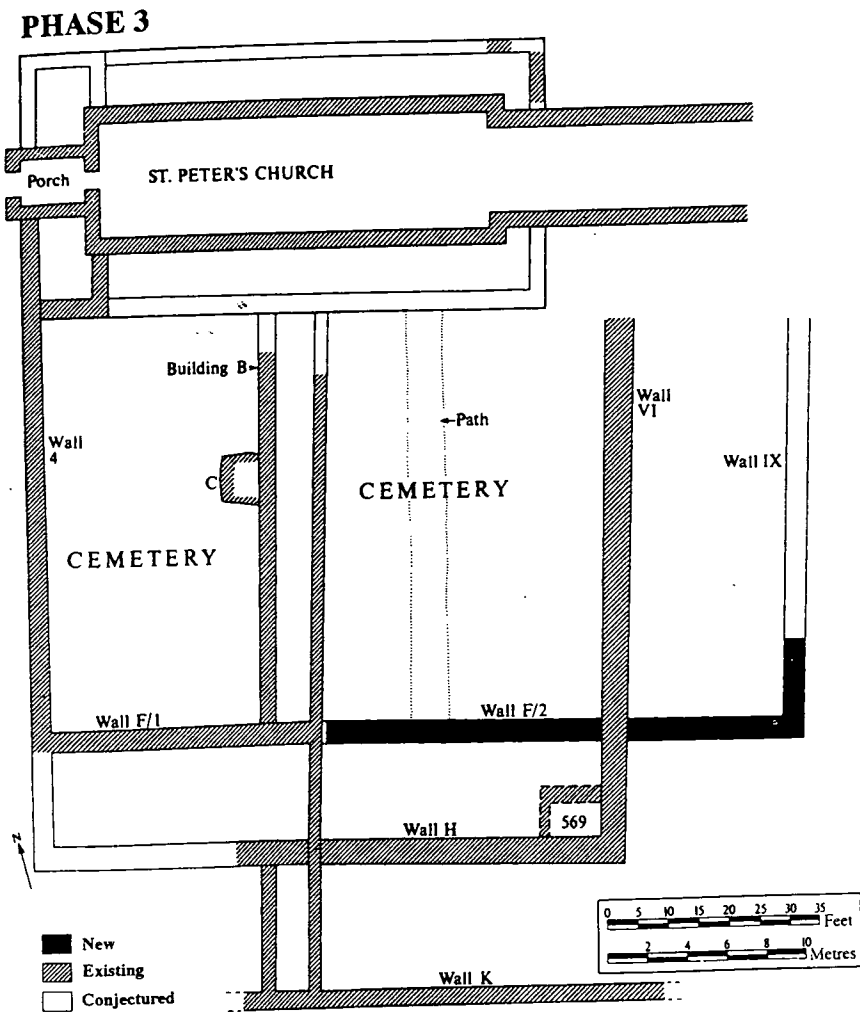 PHASE 3
Porch
ST. PETER'S CHURCH
Building B
Wall
4
Path
Wall
VI
Wall IX
C
CEMETERY
CEMETERY
Wall F/1
Wall F/2
569
Wall H
N
0 5 10 15 20 25 30 35
Feet
2 4 6 8 10
Metres
New
Existing
Conjectured
Wall K